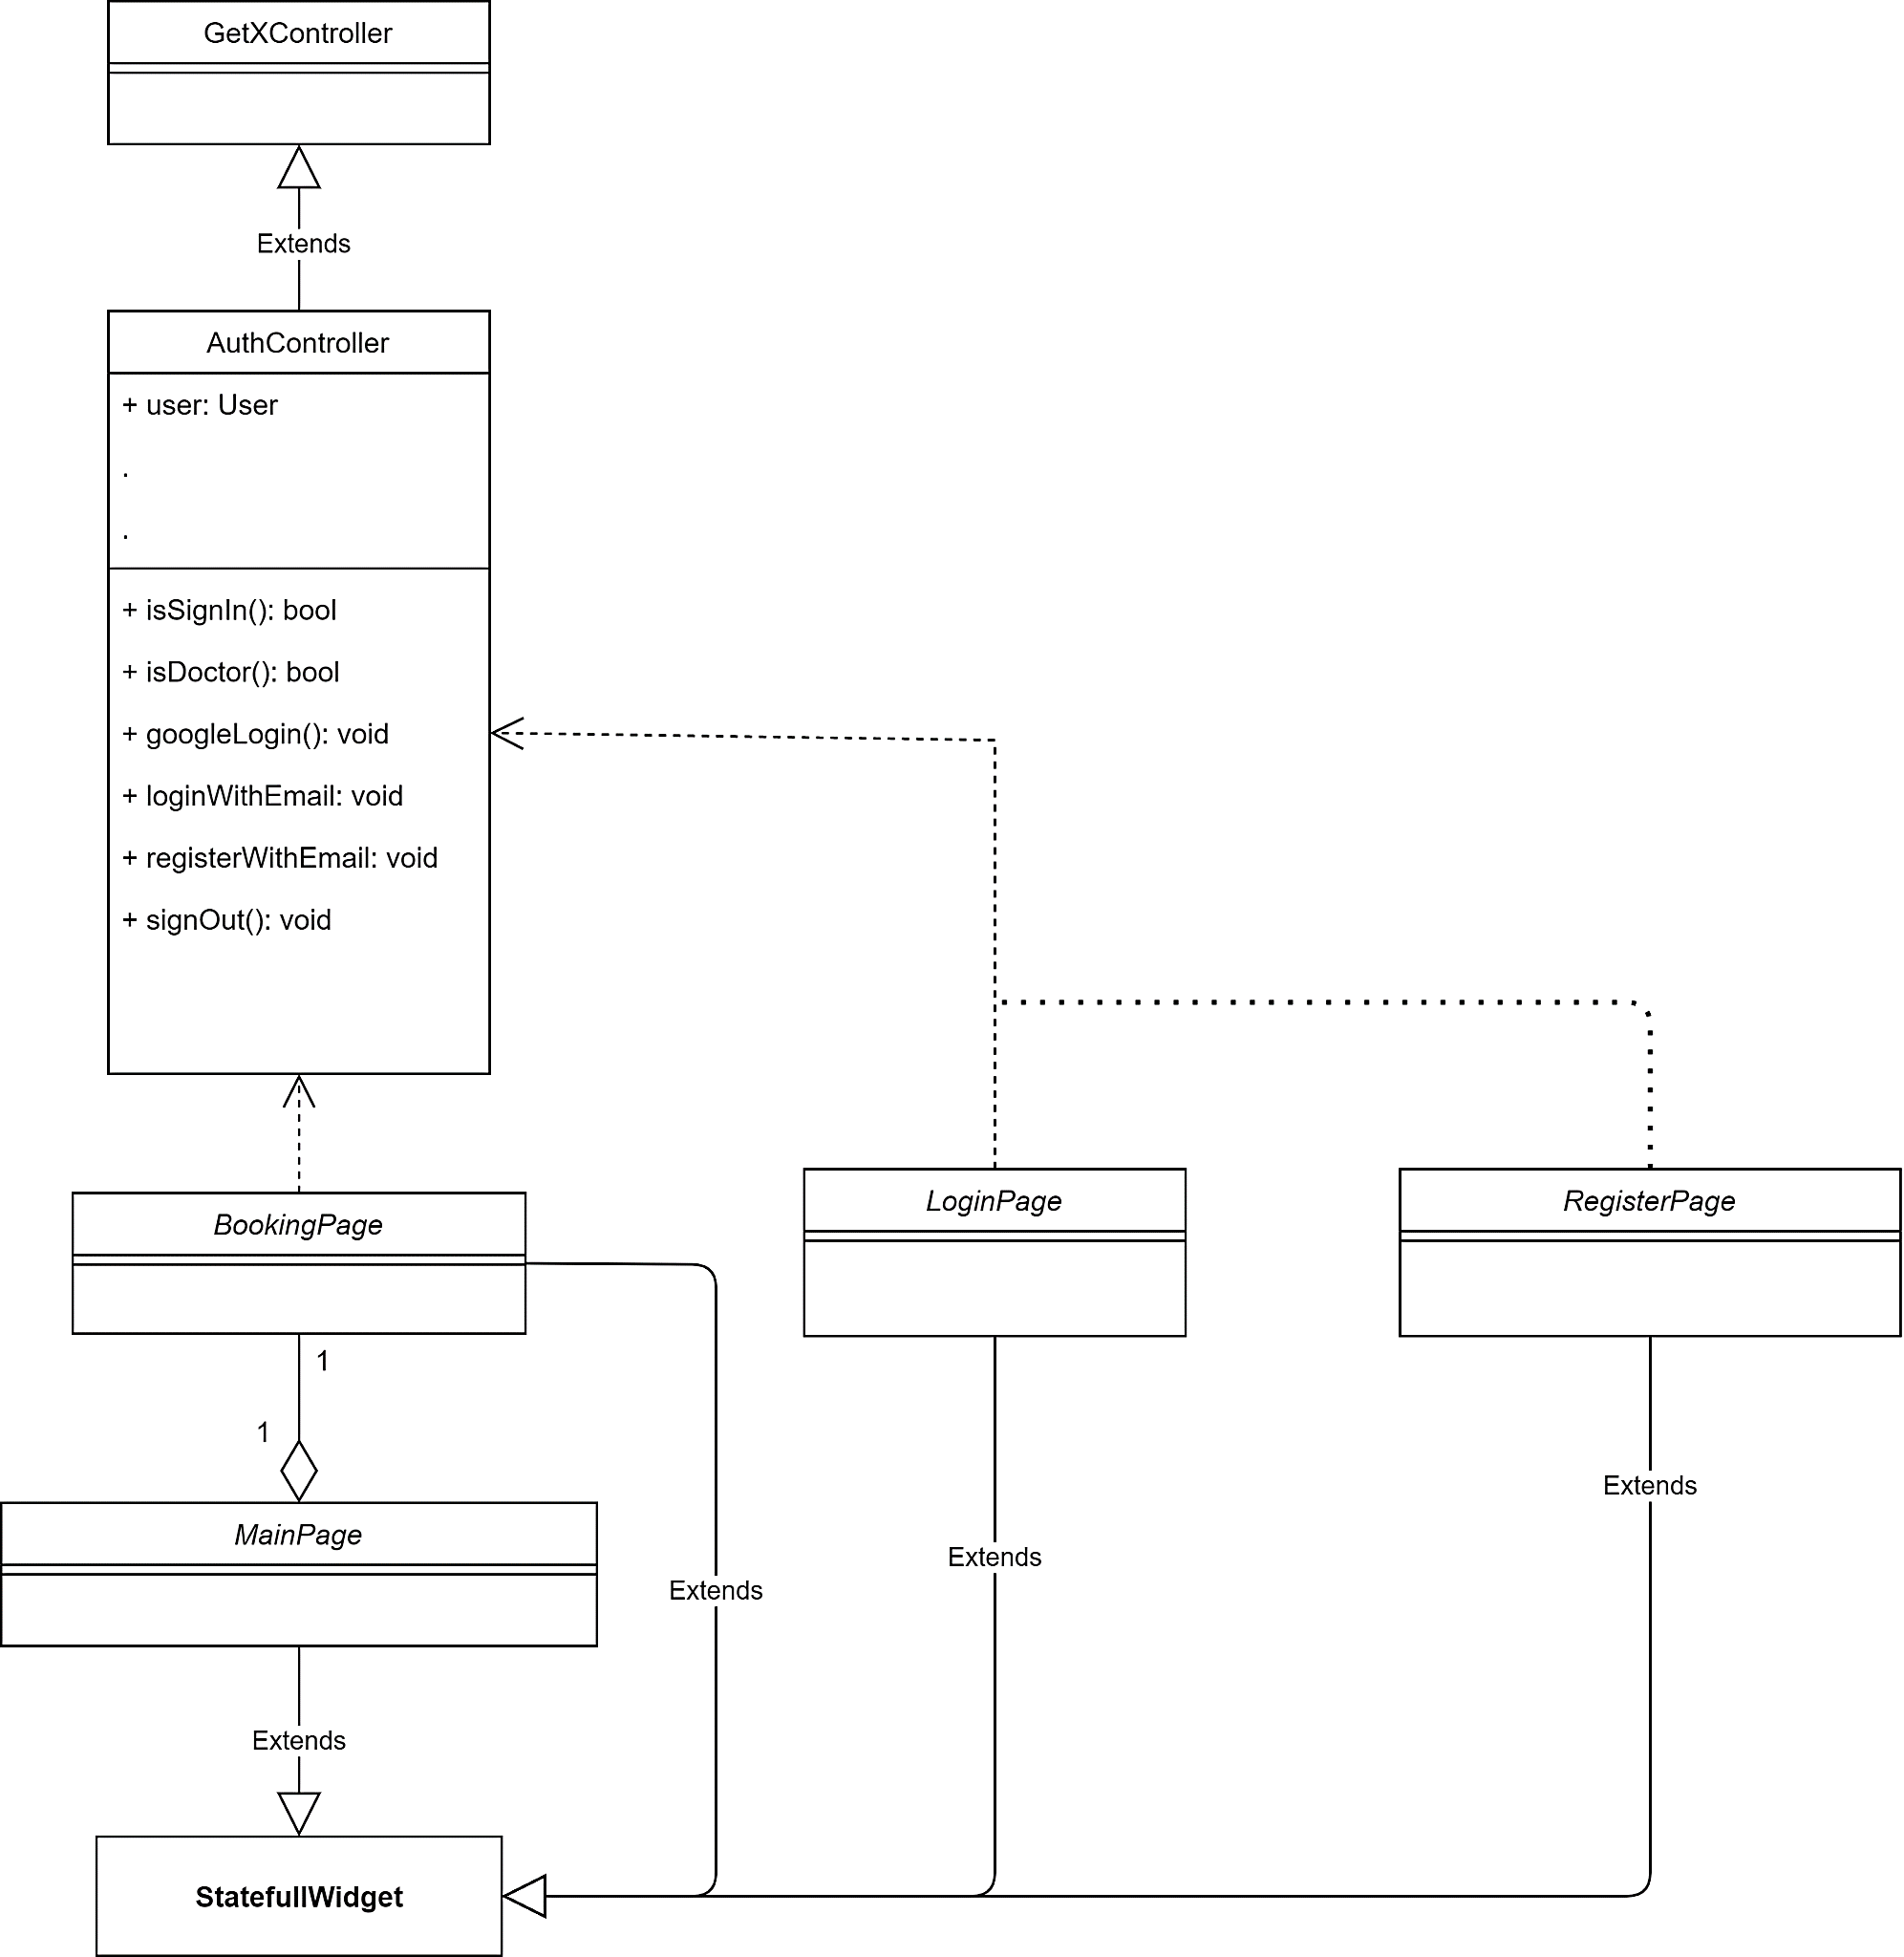 GetXController
Extends
AuthController
+ user: User
.
.
+ isSignIn(): bool
+ isDoctor(): bool
+ googleLogin(): void
+ loginWithEmail: void
+ registerWithEmail: void
+ signOut(): void
BookingPage
LoginPage
RegisterPage
1
1
MainPage
Extends
Extends
Extends
Extends
StatefullWidget